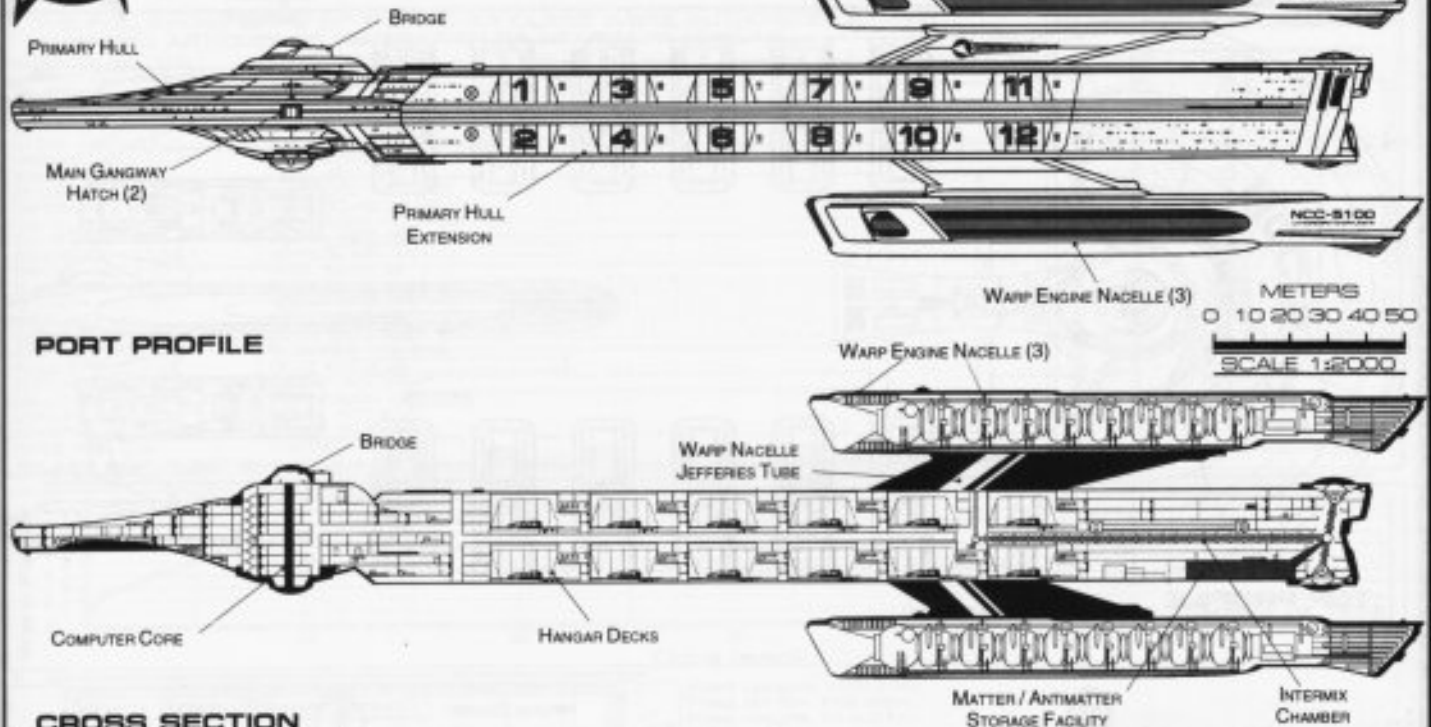 BRIDGE
PRIMARY HULL
1 3 5 7 9 11
2 4 6 8 10 12
MAIN GANGWAY
HATCH (2)
PRIMARY HULL
EXTENSION
NCC-5100
WARP ENGINE NACELLE (3)
METERS
0 10 20 30 40 50
SCALE 1:2000
PORT PROFILE
WARP ENGINE NACELLE (3)
BRIDGE
WARP NACELLE
JEFFERIES TUBE
COMPUTER CORE
HANGAR DECKS
MATTER / ANTIMATTER
STORAGE FACILITY
INTERMIX
CHAMBER
CROSS SECTION